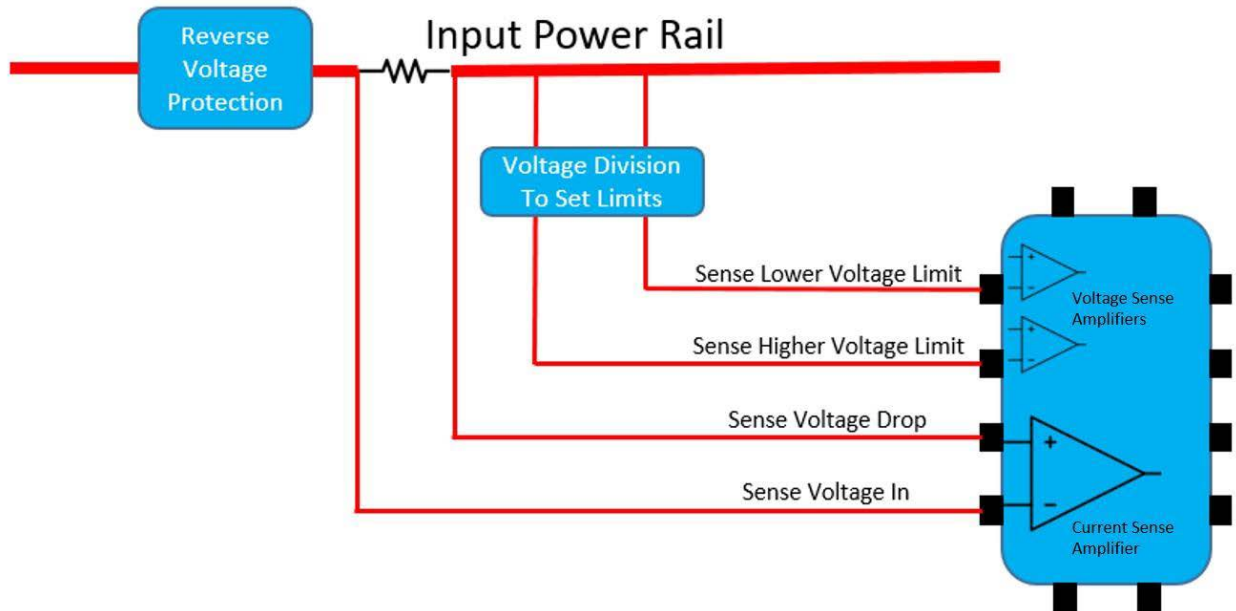 Reverse
Voltage
Protection
Input Power Rail
Voltage Division
To Set Limits
Sense Lower Voltage Limit
Voltage Sense
Amplifiers
Sense Higher Voltage Limit
Sense Voltage Drop
Sense Voltage In
Current Sense
Amplifier